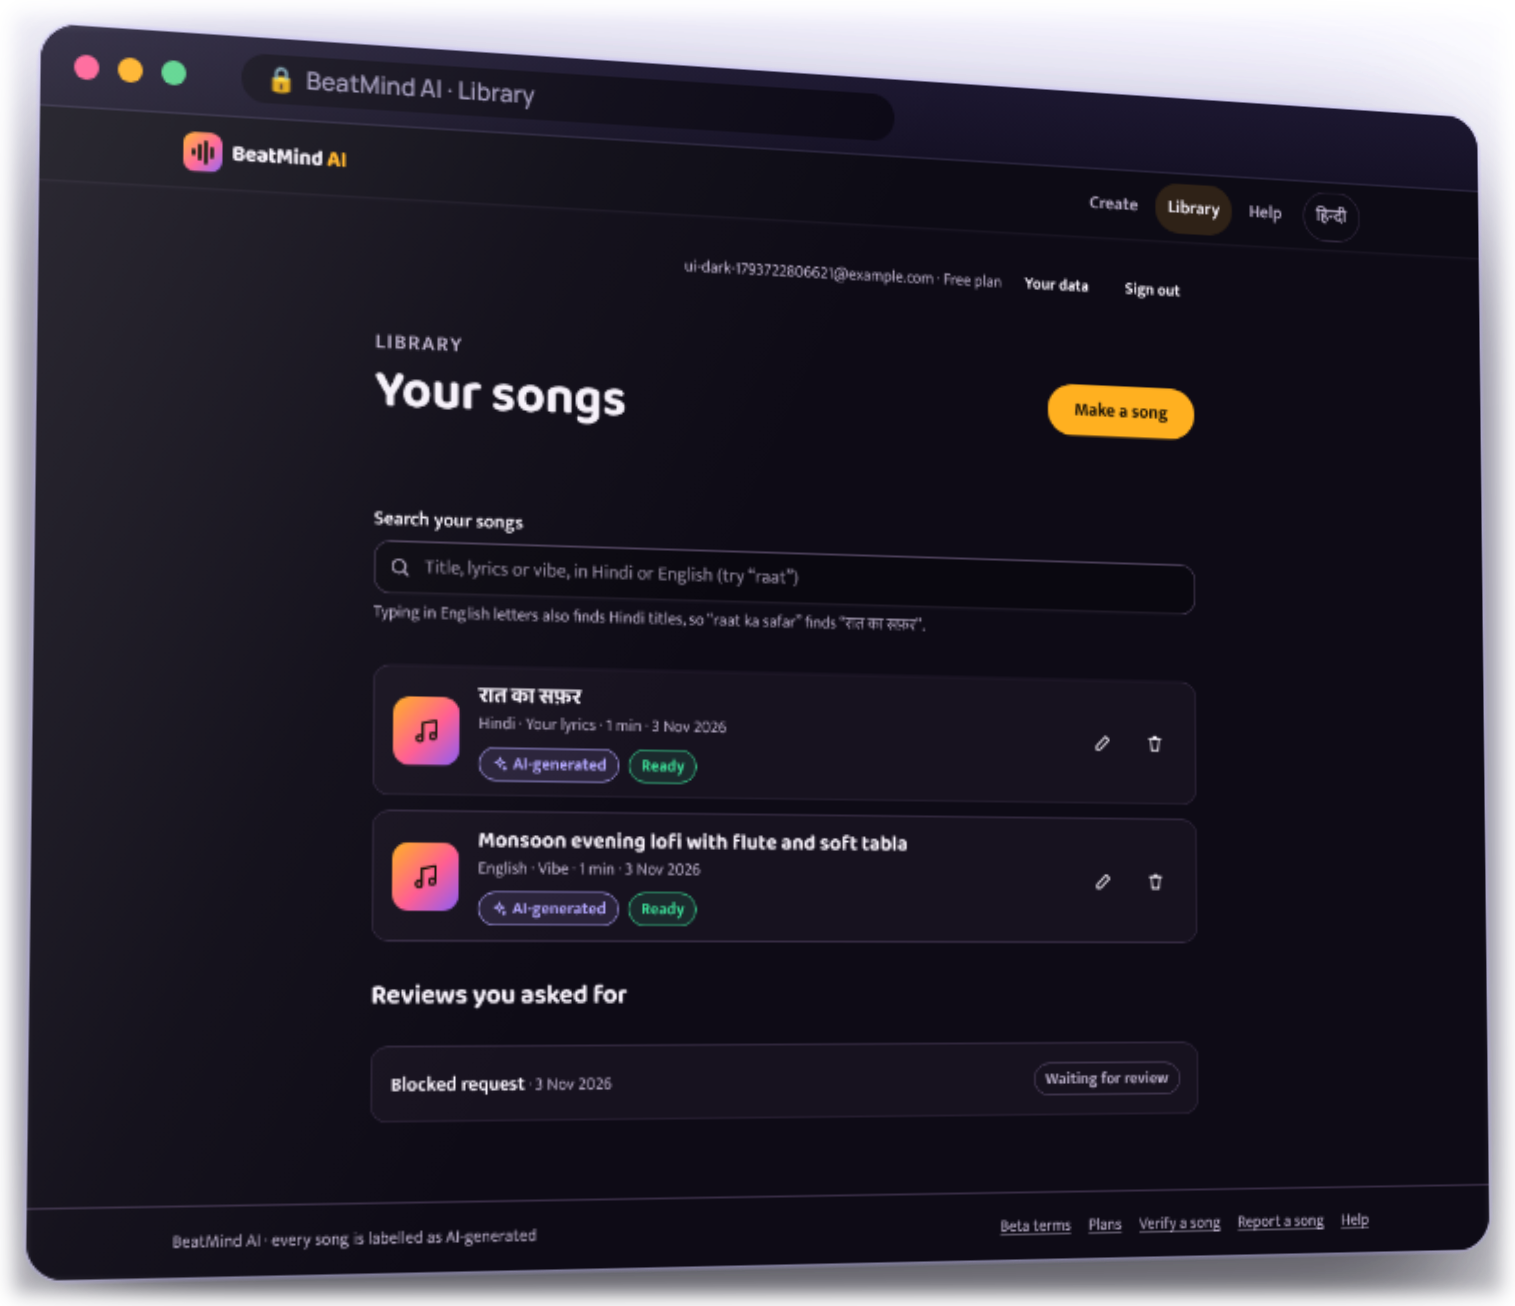 BeatMind AI · Library
BeatMind AI
Create Library Help हिन्दी
ui-dark-1793722806621@example.com · Free plan Your data Sign out
LIBRARY
Your songs
Make a song
Search your songs
Title, lyrics or vibe, in Hindi or English (try “raat”)
Typing in English letters also finds Hindi titles, so “raat ka safar” finds “रात का सफ़र”.
रात का सफ़र
Hindi · Your lyrics · 1 min · 3 Nov 2026
AI-generated Ready
Monsoon evening lofi with flute and soft tabla
English · Vibe · 1 min · 3 Nov 2026
AI-generated Ready
Reviews you asked for
Blocked request · 3 Nov 2026 Waiting for review
BeatMind AI · every song is labelled as AI-generated
Beta terms Plans Verify a song Report a song Help